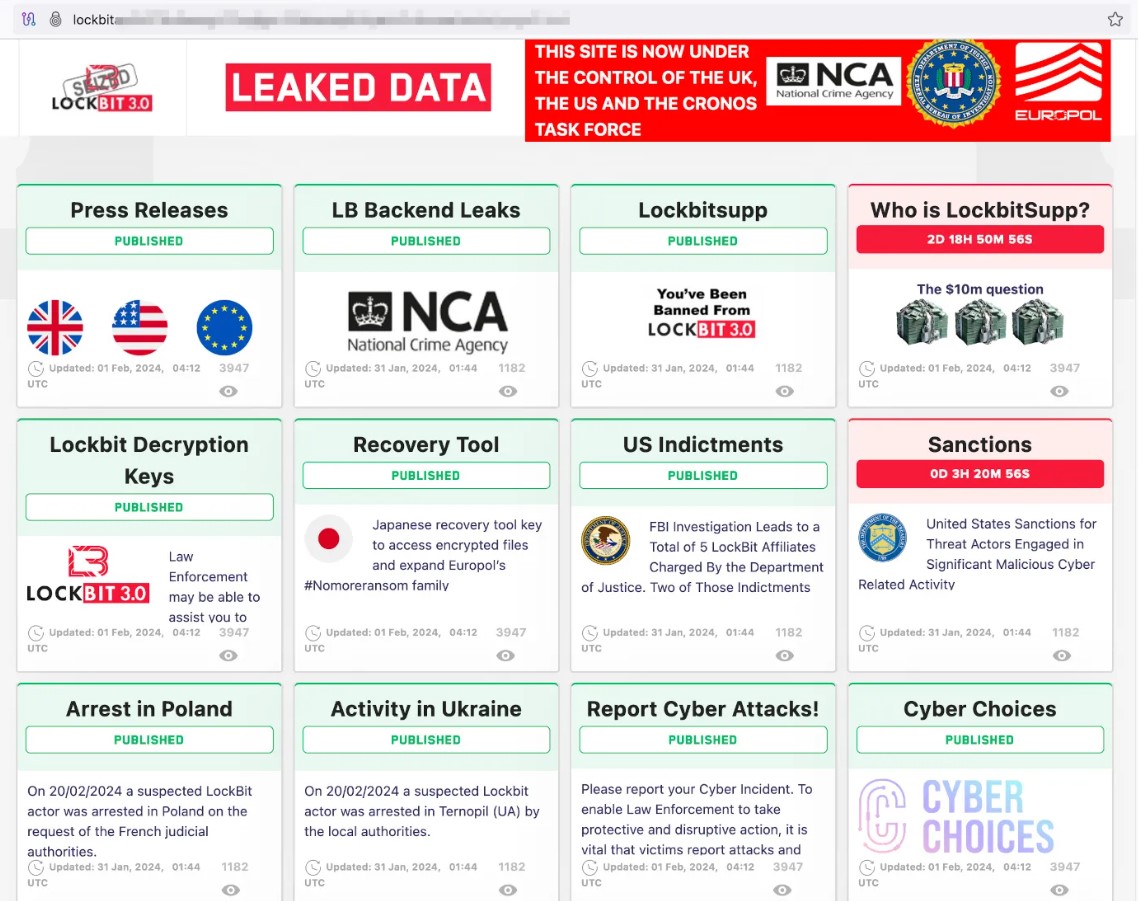 lockbit
SEIZED
LOCKBIT 3.0
LEAKED DATA
THIS SITE IS NOW UNDER
THE CONTROL OF THE UK,
THE US AND THE CRONOS
TASK FORCE
NCA
National Crime Agency
DEPARTMENT OF JUSTICE
FEDERAL BUREAU OF INVESTIGATION
EUROPOL
Press Releases
PUBLISHED
Updated: 01 Feb, 2024, 04:12 3947
UTC
LB Backend Leaks
PUBLISHED
NCA
National Crime Agency
Updated: 31 Jan, 2024, 01:44 1182
UTC
Lockbitsupp
PUBLISHED
You've Been
Banned From
LOCKBIT 3.0
Updated: 31 Jan, 2024, 01:44 1182
UTC
Who is LockbitSupp?
2D 18H 50M 56S
The $10m question
Updated: 01 Feb, 2024, 04:12 3947
UTC
Lockbit Decryption
Keys
PUBLISHED
LOCKBIT 3.0
Law
Enforcement
may be able to
assist you to
Updated: 01 Feb, 2024, 04:12 3947
UTC
Recovery Tool
PUBLISHED
Japanese recovery tool key
to access encrypted files
and expand Europol's
#Nomoreransom family
Updated: 01 Feb, 2024, 04:12 3947
UTC
US Indictments
PUBLISHED
FBI Investigation Leads to a
Total of 5 LockBit Affiliates
Charged By the Department
of Justice. Two of Those Indictments
Updated: 31 Jan, 2024, 01:44 1182
UTC
Sanctions
0D 3H 20M 56S
United States Sanctions for
Threat Actors Engaged in
Significant Malicious Cyber
Related Activity
Updated: 31 Jan, 2024, 01:44 1182
UTC
Arrest in Poland
PUBLISHED
On 20/02/2024 a suspected LockBit
actor was arrested in Poland on the
request of the French judicial
authorities.
Updated: 31 Jan, 2024, 01:44 1182
UTC
Activity in Ukraine
PUBLISHED
On 20/02/2024 a suspected Lockbit
actor was arrested in Ternopil (UA) by
the local authorities.
Updated: 31 Jan, 2024, 01:44 1182
UTC
Report Cyber Attacks!
PUBLISHED
Please report your Cyber Incident. To
enable Law Enforcement to take
protective and disruptive action, it is
vital that victims report attacks and
Updated: 01 Feb, 2024, 04:12 3947
UTC
Cyber Choices
PUBLISHED
CYBER
CHOICES
Updated: 01 Feb, 2024, 04:12 3947
UTC